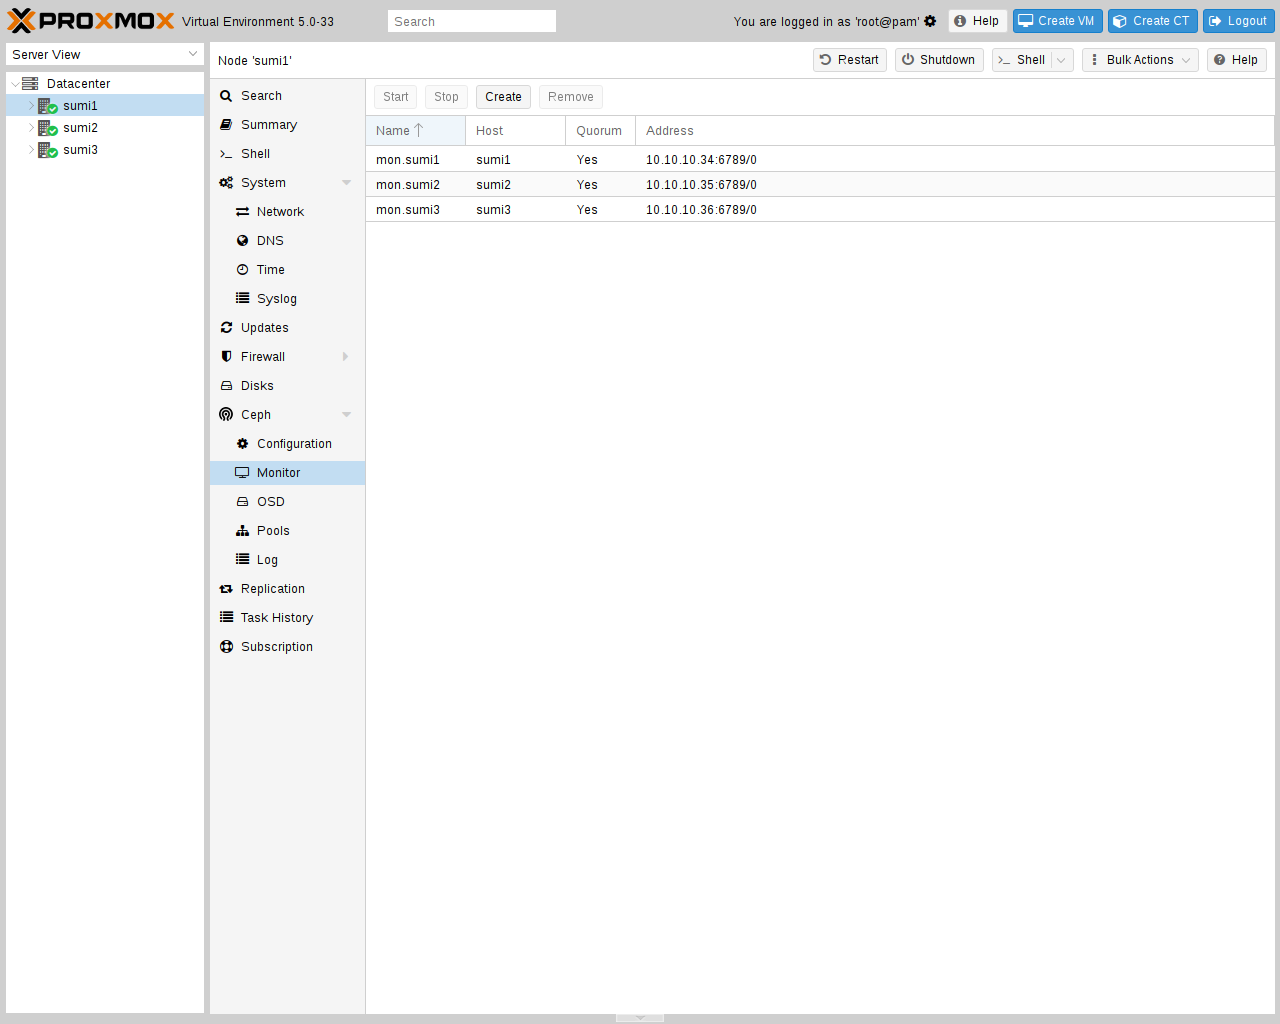 PROXMOX Virtual Environment 5.0-33 Search You are logged in as 'root@pam' Help Create VM Create CT Logout
Server View
Datacenter
sumi1
sumi2
sumi3
Node 'sumi1' Restart Shutdown Shell Bulk Actions Help
Search
Summary
Shell
System
Network
DNS
Time
Syslog
Updates
Firewall
Disks
Ceph
Configuration
Monitor
OSD
Pools
Log
Replication
Task History
Subscription
Start Stop Create Remove
Name Host Quorum Address
mon.sumi1 sumi1 Yes 10.10.10.34:6789/0
mon.sumi2 sumi2 Yes 10.10.10.35:6789/0
mon.sumi3 sumi3 Yes 10.10.10.36:6789/0